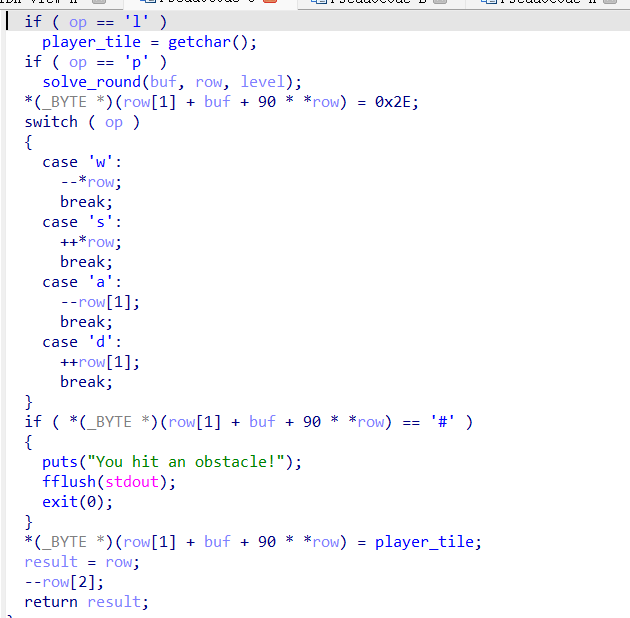 if ( op == 'l' )
player_tile = getchar();
if ( op == 'p' )
solve_round(buf, row, level);
*(_BYTE *)(row[1] + buf + 90 * *row) = 0x2E;
switch ( op )
{
case 'w':
--*row;
break;
case 's':
++*row;
break;
case 'a':
--row[1];
break;
case 'd':
++row[1];
break;
}
if ( *(_BYTE *)(row[1] + buf + 90 * *row) == '#' )
{
puts("You hit an obstacle!");
fflush(stdout);
exit(0);
}
*(_BYTE *)(row[1] + buf + 90 * *row) = player_tile;
result = row;
--row[2];
return result;